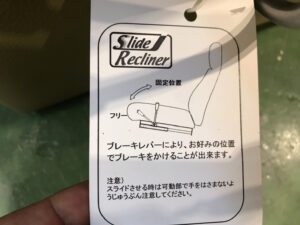 Slide
Recliner
固定位置
フリー
ブレーキレバーにより、お好みの位置
でブレーキをかけることが出来ます。
注意)
スライドさせる時は可動部で手をはさまないよ
うじゅうぶん注意してください。